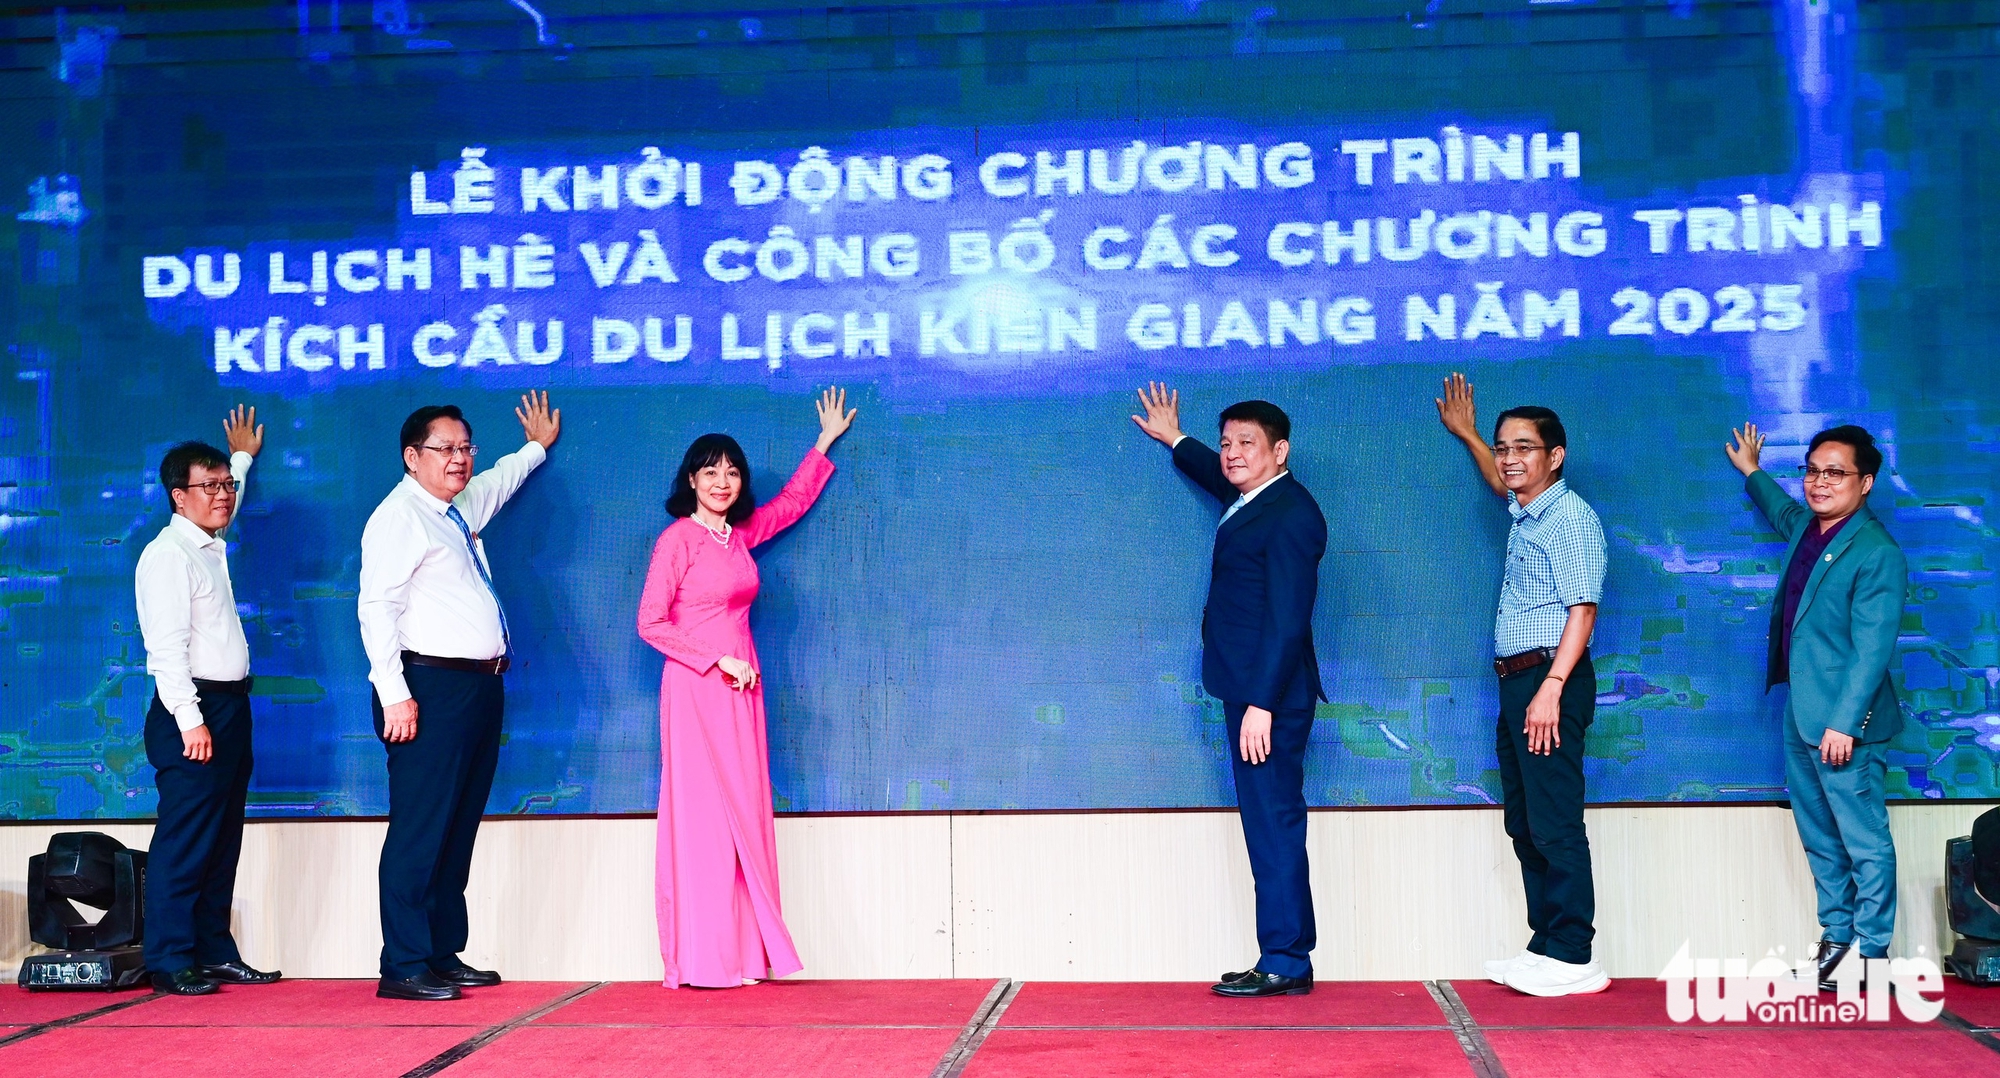 LỄ KHỞI ĐỘNG CHƯƠNG TRÌNH
DU LỊCH HÈ VÀ CÔNG BỐ CÁC CHƯƠNG TRÌNH
KÍCH CẦU DU LỊCH KIÊN GIANG NĂM 2025
tuổi trẻ
online